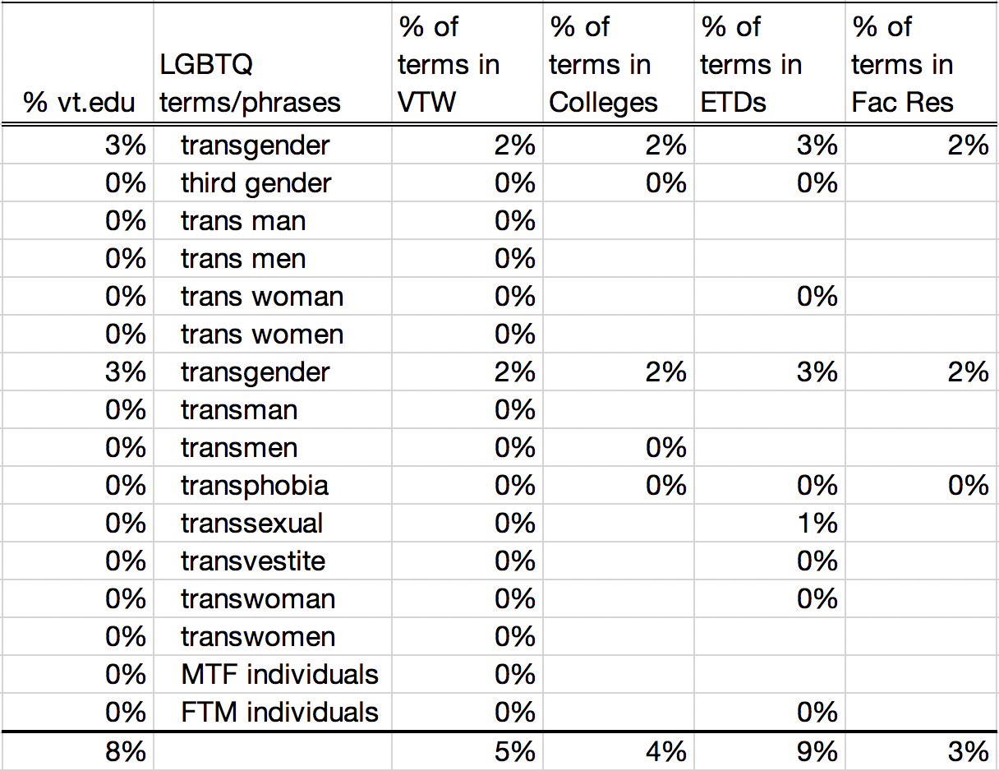 % vt.edu LGBTQ terms/phrases % of terms in VTW % of terms in Colleges % of terms in ETDs % of terms in Fac Res
3% transgender 2% 2% 3% 2%
0% third gender 0% 0% 0%
0% trans man 0%
0% trans men 0%
0% trans woman 0% 0%
0% trans women 0%
3% transgender 2% 2% 3% 2%
0% transman 0%
0% transmen 0% 0%
0% transphobia 0% 0% 0% 0%
0% transsexual 0% 1%
0% transvestite 0% 0%
0% transwoman 0% 0%
0% transwomen 0%
0% MTF individuals 0%
0% FTM individuals 0% 0%
8% 5% 4% 9% 3%